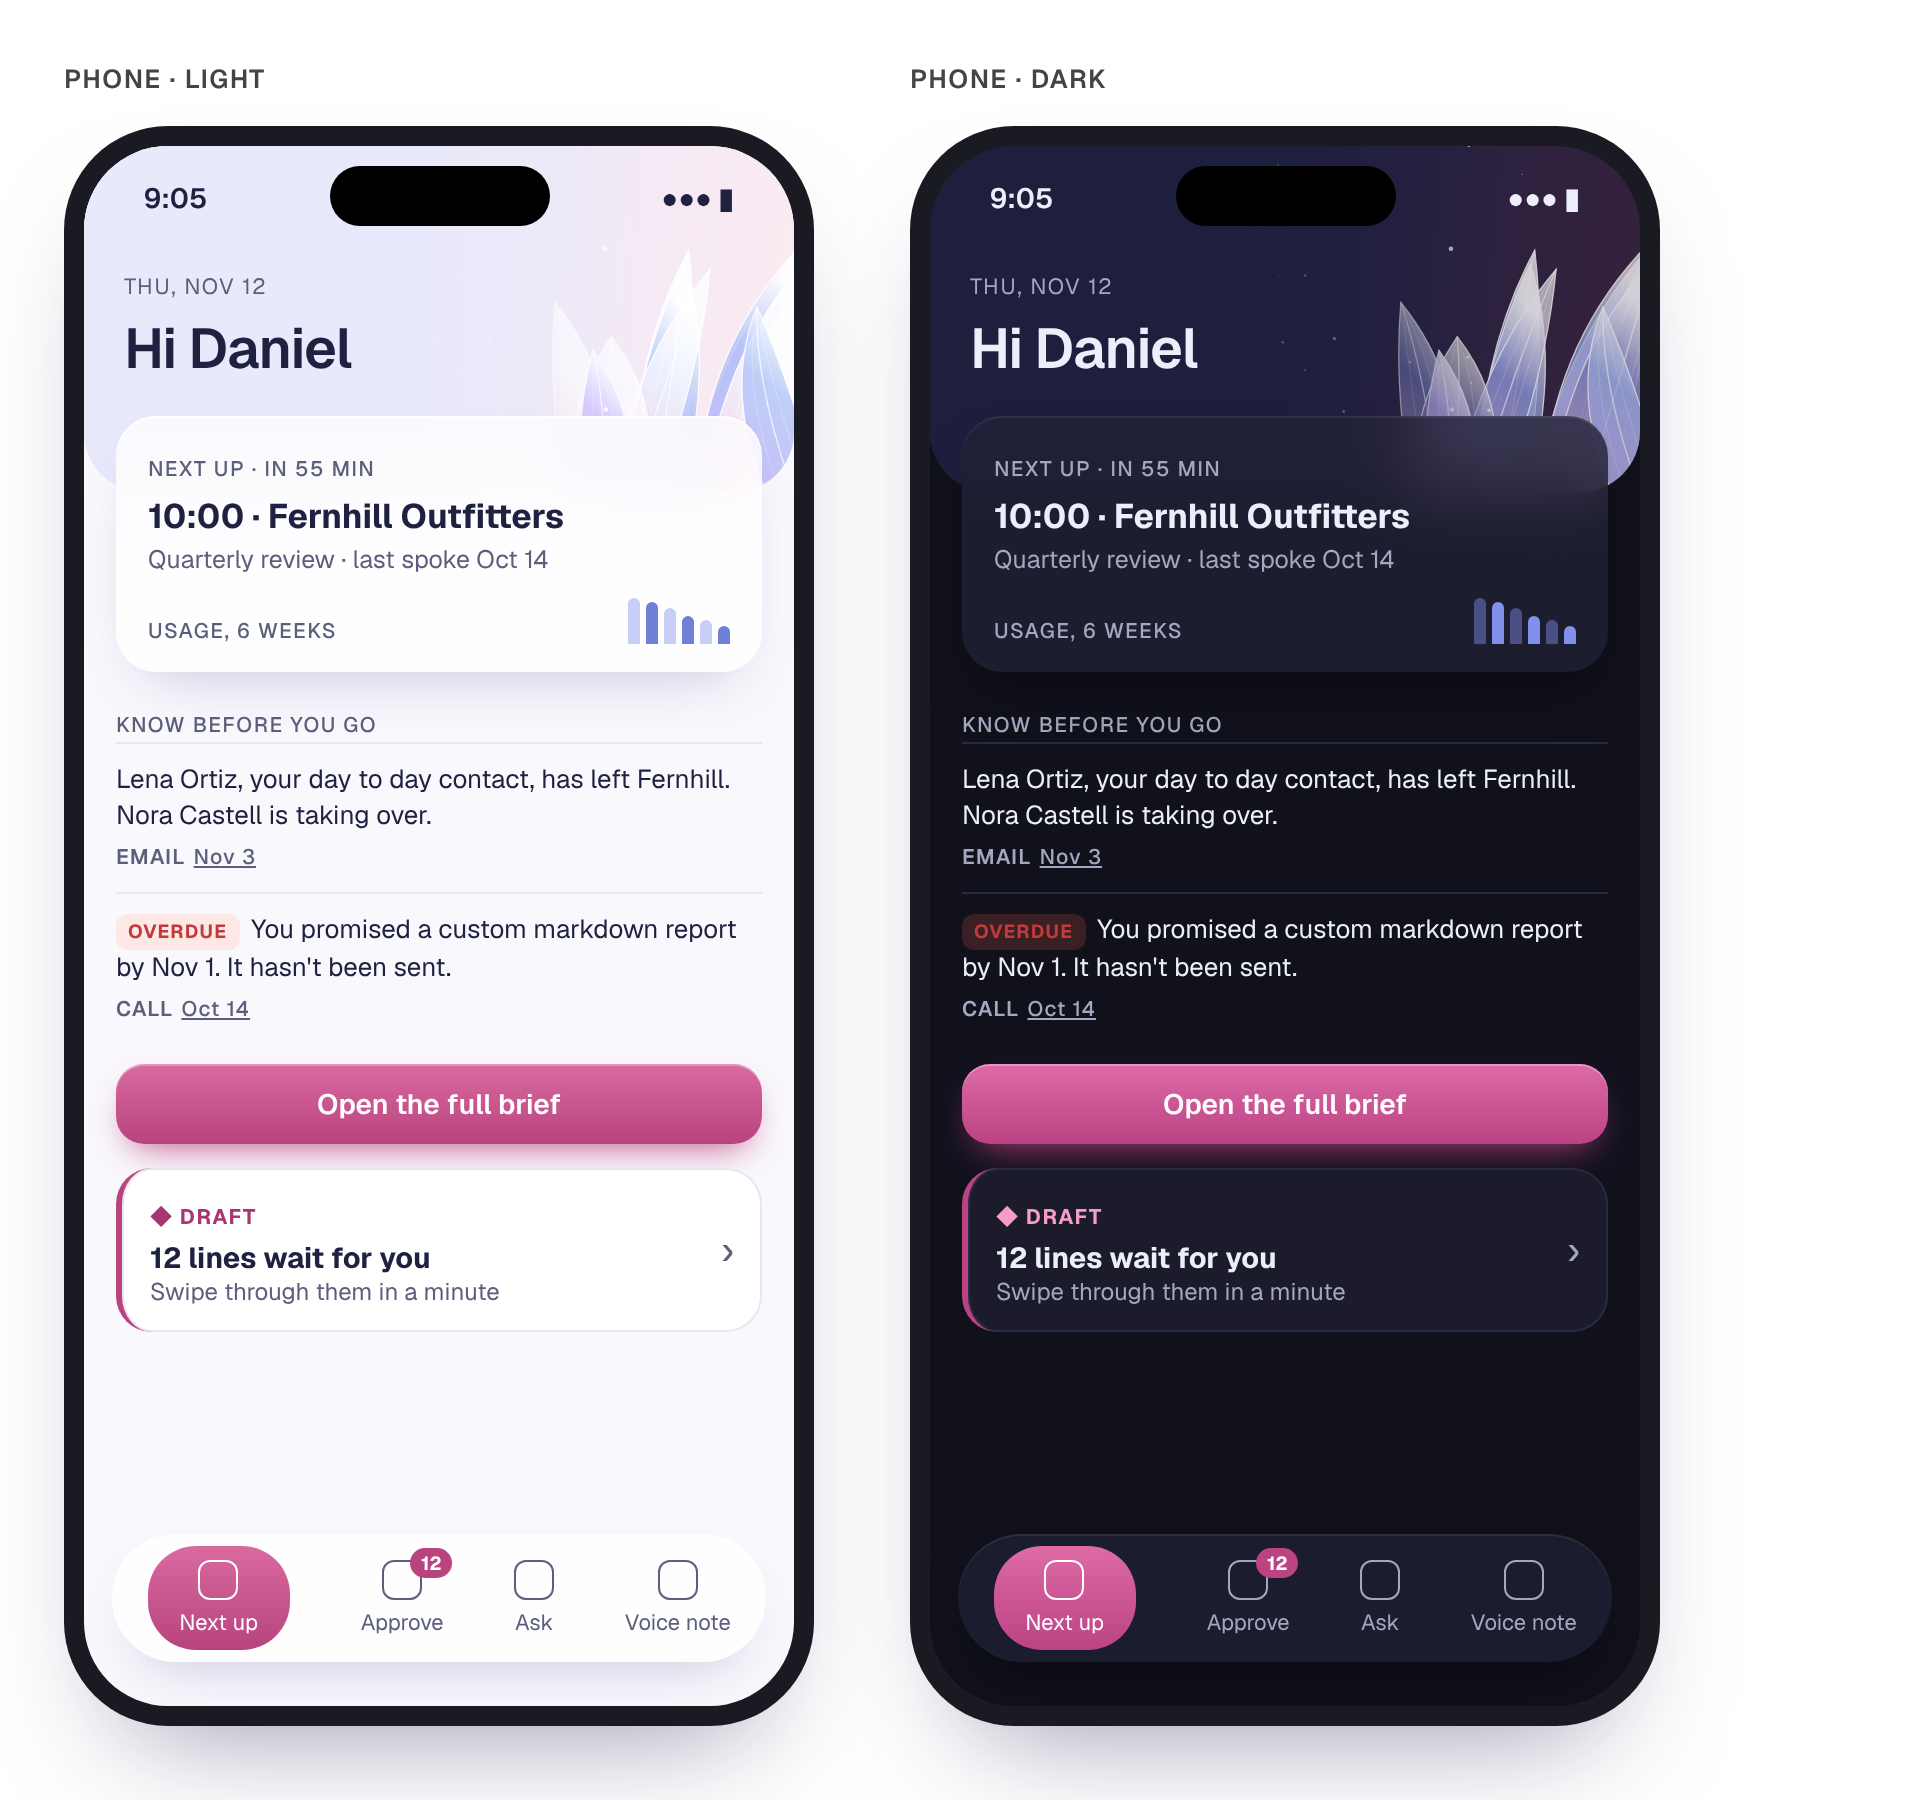 PHONE · LIGHT
9:05
THU, NOV 12
Hi Daniel
NEXT UP · IN 55 MIN
10:00 · Fernhill Outfitters
Quarterly review · last spoke Oct 14
USAGE, 6 WEEKS
KNOW BEFORE YOU GO
Lena Ortiz, your day to day contact, has left Fernhill.
Nora Castell is taking over.
EMAIL Nov 3
OVERDUE You promised a custom markdown report
by Nov 1. It hasn't been sent.
CALL Oct 14
Open the full brief
◆ DRAFT
12 lines wait for you
Swipe through them in a minute
›
12
Next up Approve Ask Voice note
PHONE · DARK
9:05
THU, NOV 12
Hi Daniel
NEXT UP · IN 55 MIN
10:00 · Fernhill Outfitters
Quarterly review · last spoke Oct 14
USAGE, 6 WEEKS
KNOW BEFORE YOU GO
Lena Ortiz, your day to day contact, has left Fernhill.
Nora Castell is taking over.
EMAIL Nov 3
OVERDUE You promised a custom markdown report
by Nov 1. It hasn't been sent.
CALL Oct 14
Open the full brief
◆ DRAFT
12 lines wait for you
Swipe through them in a minute
›
12
Next up Approve Ask Voice note